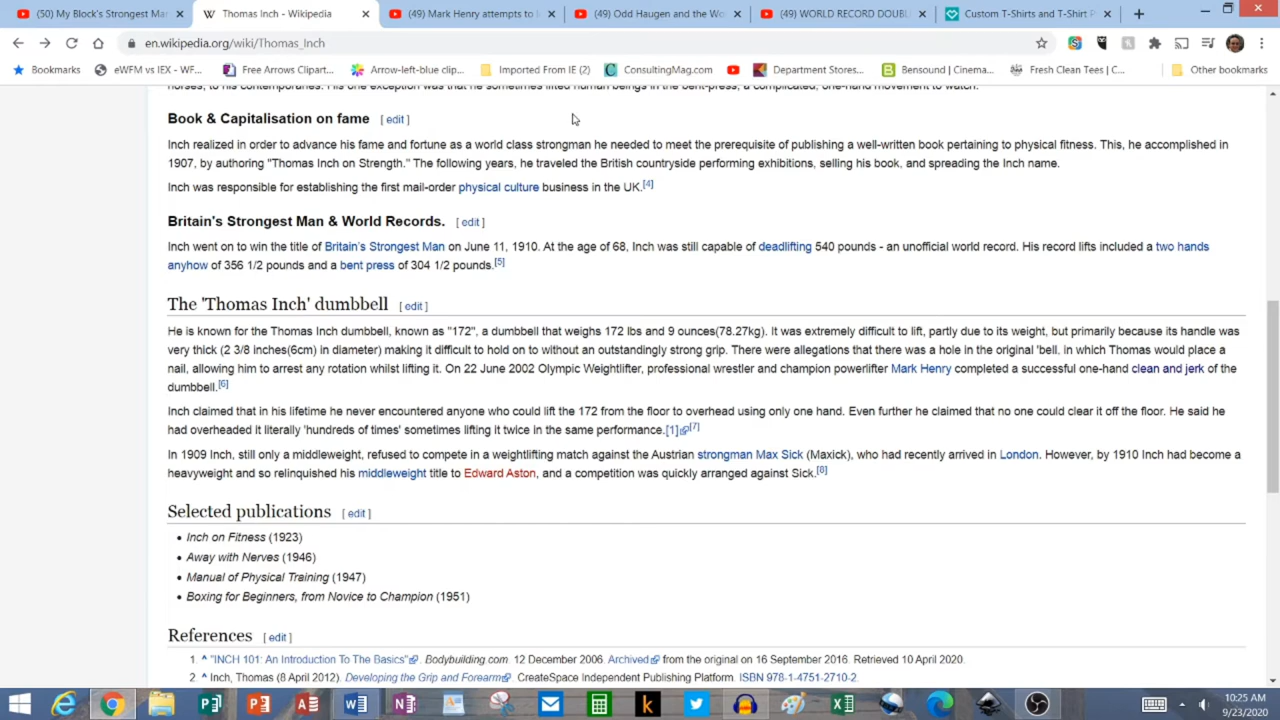 (50) My Block's Strongest Ma
Thomas Inch - Wikipedia
(49) Mark Henry attempts to l
(49) Odd Haugen and the Wo
(49) WORLD RECORD DOUBL
Custom T-Shirts and T-Shirt P
en.wikipedia.org/wiki/Thomas_Inch
Bookmarks
eWFM vs IEX - WF...
Free Arrows Clipart...
Arrow-left-blue clip...
Imported From IE (2)
ConsultingMag.com
Department Stores...
Bensound | Cinema...
Fresh Clean Tees | C...
Other bookmarks
horses, to his contemporaries. His one exception was that he sometimes lifted human beings in the bent-press, a complicated, one-hand movement to watch.
Book & Capitalisation on fame [ edit ]
Inch realized in order to advance his fame and fortune as a world class strongman he needed to meet the prerequisite of publishing a well-written book pertaining to physical fitness. This, he accomplished in
1907, by authoring "Thomas Inch on Strength." The following years, he traveled the British countryside performing exhibitions, selling his book, and spreading the Inch name.
Inch was responsible for establishing the first mail-order physical culture business in the UK.[4]
Britain's Strongest Man & World Records. [ edit ]
Inch went on to win the title of Britain's Strongest Man on June 11, 1910. At the age of 68, Inch was still capable of deadlifting 540 pounds - an unofficial world record. His record lifts included a two hands
anyhow of 356 1/2 pounds and a bent press of 304 1/2 pounds.[5]
The 'Thomas Inch' dumbbell [ edit ]
He is known for the Thomas Inch dumbbell, known as "172", a dumbbell that weighs 172 lbs and 9 ounces(78.27kg). It was extremely difficult to lift, partly due to its weight, but primarily because its handle was
very thick (2 3/8 inches(6cm) in diameter) making it difficult to hold on to without an outstandingly strong grip. There were allegations that there was a hole in the original 'bell, in which Thomas would place a
nail, allowing him to arrest any rotation whilst lifting it. On 22 June 2002 Olympic Weightlifter, professional wrestler and champion powerlifter Mark Henry completed a successful one-hand clean and jerk of the
dumbbell.[6]
Inch claimed that in his lifetime he never encountered anyone who could lift the 172 from the floor to overhead using only one hand. Even further he claimed that no one could clear it off the floor. He said he
had overheaded it literally 'hundreds of times' sometimes lifting it twice in the same performance.[1][7]
In 1909 Inch, still only a middleweight, refused to compete in a weightlifting match against the Austrian strongman Max Sick (Maxick), who had recently arrived in London. However, by 1910 Inch had become a
heavyweight and so relinquished his middleweight title to Edward Aston, and a competition was quickly arranged against Sick.[8]
Selected publications [ edit ]
• Inch on Fitness (1923)
• Away with Nerves (1946)
• Manual of Physical Training (1947)
• Boxing for Beginners, from Novice to Champion (1951)
References [ edit ]
1. ^ "INCH 101: An Introduction To The Basics". Bodybuilding.com. 12 December 2006. Archived from the original on 16 September 2016. Retrieved 10 April 2020.
2. ^ Inch, Thomas (8 April 2012). Developing the Grip and Forearm. CreateSpace Independent Publishing Platform. ISBN 978-1-4751-2710-2.
10:25 AM
9/23/2020